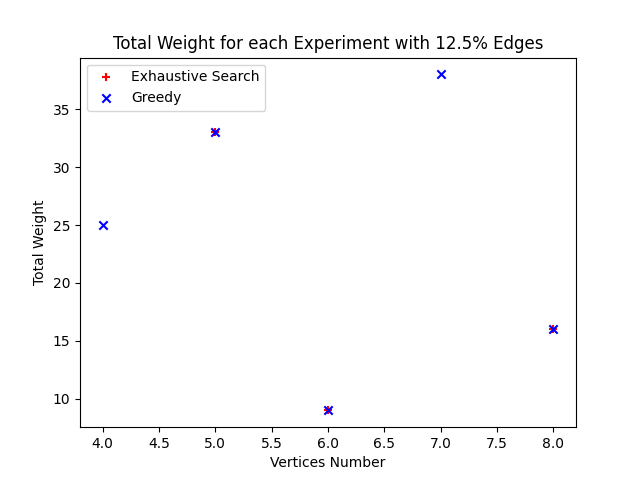 Total Weight for each Experiment with 12.5% Edges
Exhaustive Search
Greedy
Total Weight
35
30
25
20
15
10
4.0 4.5 5.0 5.5 6.0 6.5 7.0 7.5 8.0
Vertices Number